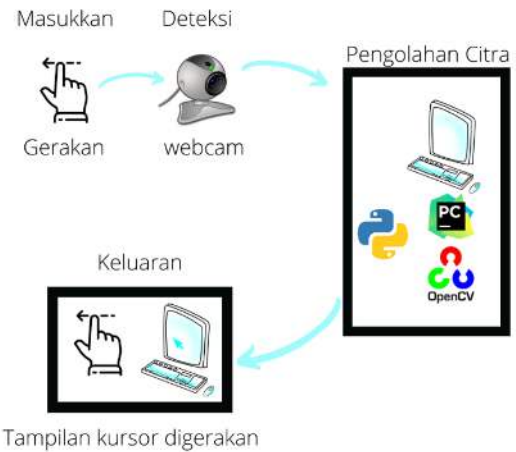 Masukkan
Deteksi
Gerakan
webcam
Pengolahan Citra
PC
OpenCV
Keluaran
Tampilan kursor digerakan